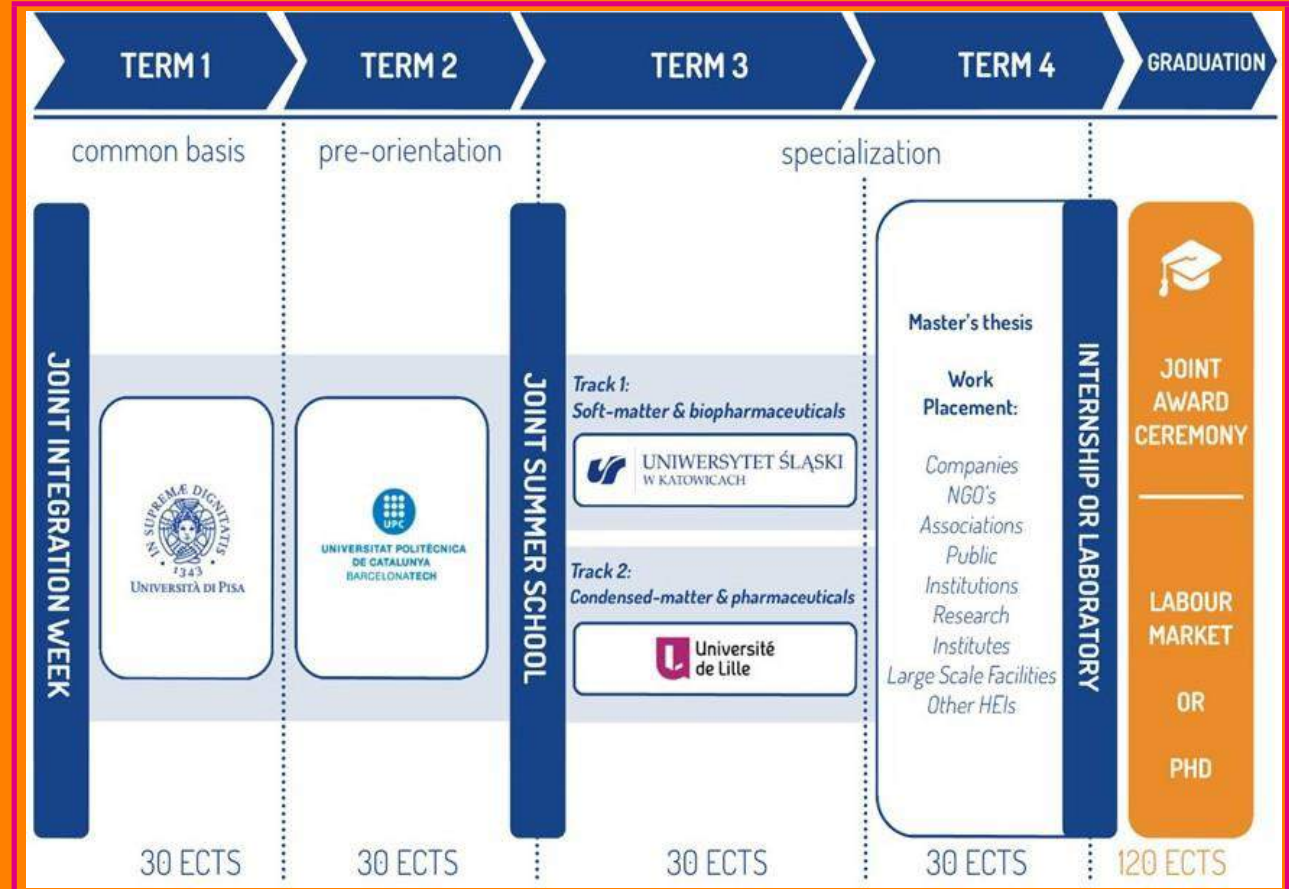 TERM 1
TERM 2
TERM 3
TERM 4
GRADUATION
common basis
pre-orientation
specialization
JOINT INTEGRATION WEEK
IN SUPREMÆ DIGNITATIS
· 1343 ·
UNIVERSITÀ DI PISA
UPC
UNIVERSITAT POLITÈCNICA
DE CATALUNYA
BARCELONATECH
JOINT SUMMER SCHOOL
Track 1:
Soft-matter & biopharmaceuticals
UNIWERSYTET ŚLĄSKI
W KATOWICACH
Track 2:
Condensed-matter & pharmaceuticals
Université
de Lille
Master's thesis
Work
Placement:
Companies
NGO's
Associations
Public
Institutions
Research
Institutes
Large Scale Facilities
Other HEIs
INTERNSHIP OR LABORATORY
JOINT
AWARD
CEREMONY
LABOUR
MARKET
OR
PHD
30 ECTS
30 ECTS
30 ECTS
30 ECTS
120 ECTS